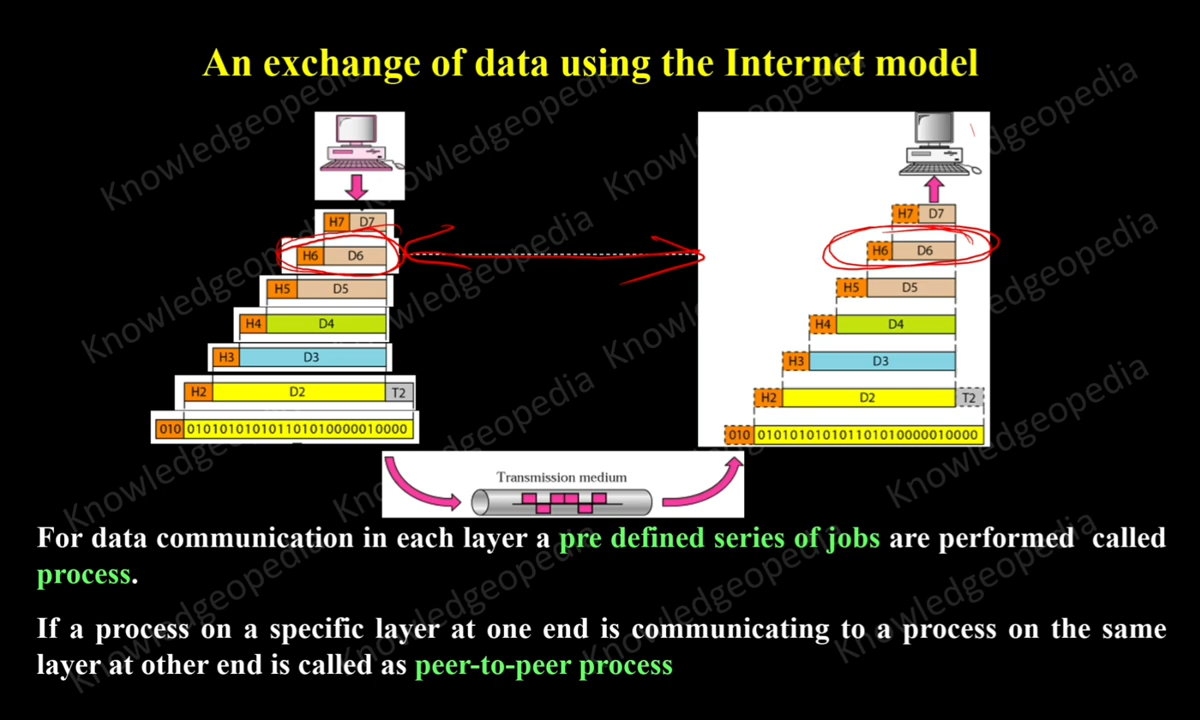 An exchange of data using the Internet model
H7 D7
H6 D6
H5 D5
H4 D4
H3 D3
H2 D2 T2
010 010101010101101010000010000
H7 D7
H6 D6
H5 D5
H4 D4
H3 D3
H2 D2 T2
010 010101010101101010000010000
Transmission medium
For data communication in each layer a pre defined series of jobs are performed called
process.
If a process on a specific layer at one end is communicating to a process on the same
layer at other end is called as peer-to-peer process
Knowledgeopedia